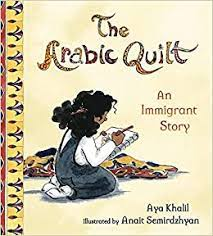 The
Arabic Quilt
An
Immigrant
Story
Aya Khalil
Illustrated by Anait Semirdzhyan